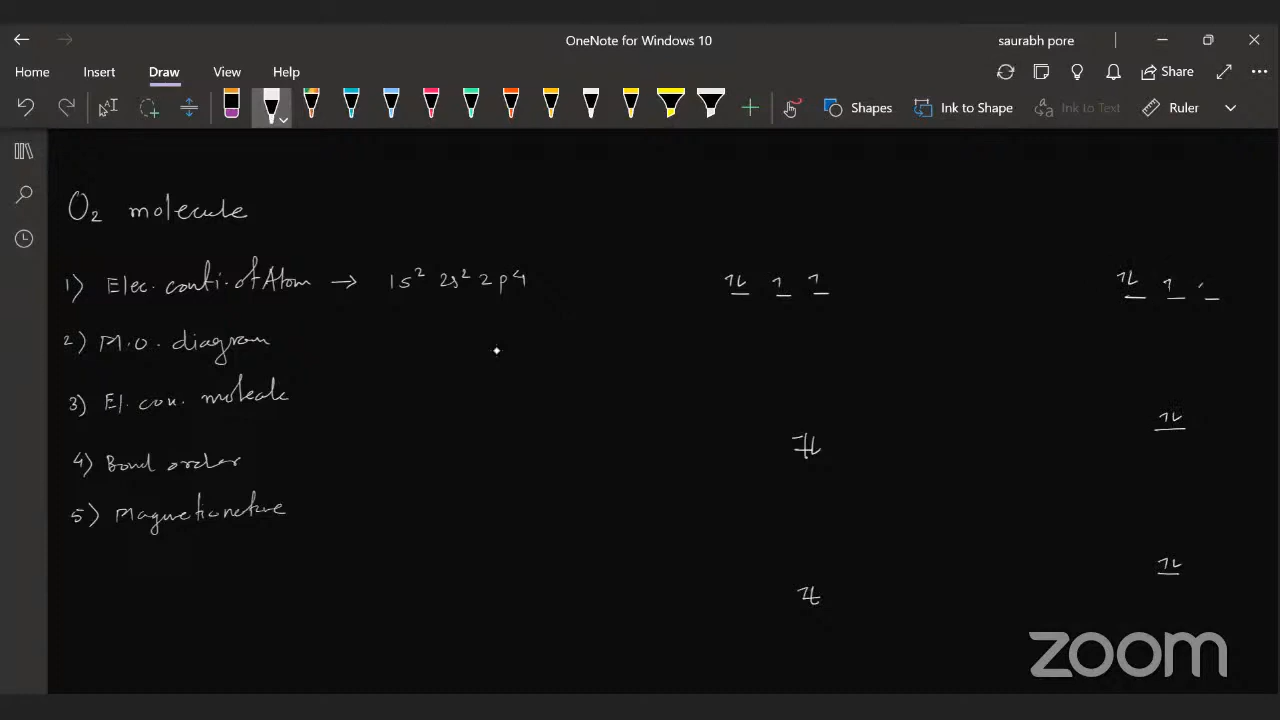 OneNote for Windows 10
saurabh pore
Home Insert Draw View Help
Share
Shapes Ink to Shape Ink to Text Ruler
O2 molecule
1) Elec. confi. of Atom → 1s² 2s² 2p4
2) M.O. diagram
3) El. con. molecule
4) Bond order
5) Magnetic nature
zoom